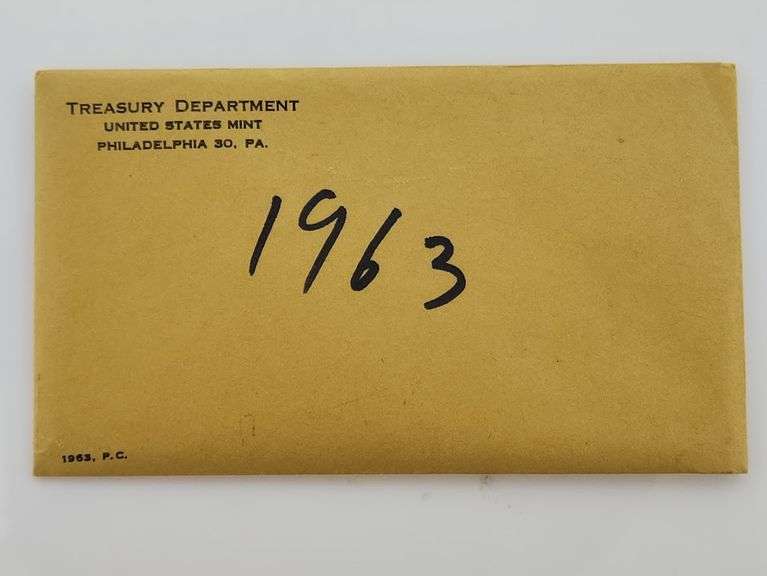 TREASURY DEPARTMENT
UNITED STATES MINT
PHILADELPHIA 30, PA.
1963
1963, P.C.